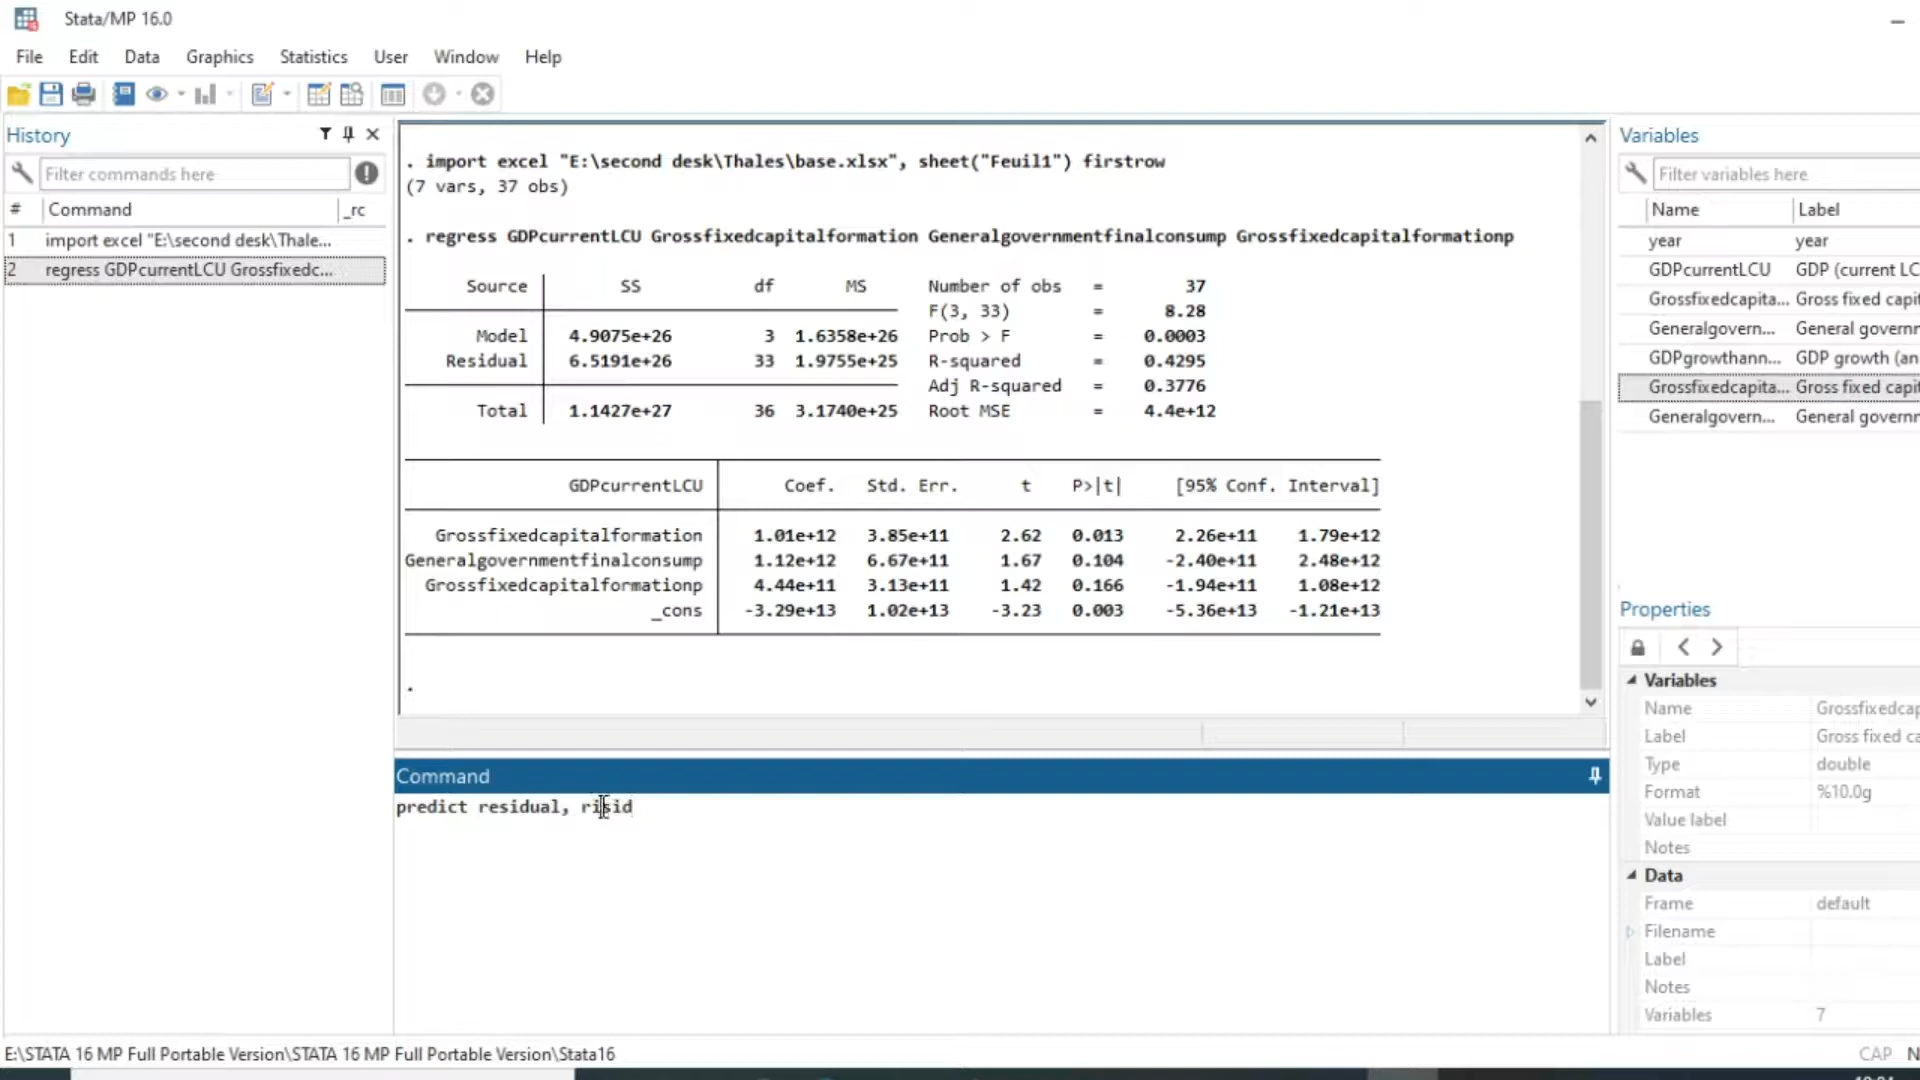 Stata/MP 16.0
File Edit Data Graphics Statistics User Window Help
History
Filter commands here
# Command _rc
1 import excel "E:\second desk\Thale...
2 regress GDPcurrentLCU Grossfixedc...
. import excel "E:\second desk\Thales\base.xlsx", sheet("Feuil1") firstrow
(7 vars, 37 obs)
. regress GDPcurrentLCU Grossfixedcapitalformation Generalgovernmentfinalconsump Grossfixedcapitalformationp
Source SS df MS Number of obs = 37
F(3, 33) = 8.28
Model 4.9075e+26 3 1.6358e+26 Prob > F = 0.0003
Residual 6.5191e+26 33 1.9755e+25 R-squared = 0.4295
Adj R-squared = 0.3776
Total 1.1427e+27 36 3.1740e+25 Root MSE = 4.4e+12
GDPcurrentLCU Coef. Std. Err. t P>|t| [95% Conf. Interval]
Grossfixedcapitalformation 1.01e+12 3.85e+11 2.62 0.013 2.26e+11 1.79e+12
Generalgovernmentfinalconsump 1.12e+12 6.67e+11 1.67 0.104 -2.40e+11 2.48e+12
Grossfixedcapitalformationp 4.44e+11 3.13e+11 1.42 0.166 -1.94e+11 1.08e+12
_cons -3.29e+13 1.02e+13 -3.23 0.003 -5.36e+13 -1.21e+13
.
Command
predict residual, risid
Variables
Filter variables here
Name Label
year year
GDPcurrentLCU GDP (current LC
Grossfixedcapita... Gross fixed capit
Generalgovern... General governr
GDPgrowthann... GDP growth (an
Grossfixedcapita... Gross fixed capit
Generalgovern... General governr
Properties
Variables
Name Grossfixedcap
Label Gross fixed ca
Type double
Format %10.0g
Value label
Notes
Data
Frame default
Filename
Label
Notes
Variables 7
E:\STATA 16 MP Full Portable Version\STATA 16 MP Full Portable Version\Stata16
CAP N